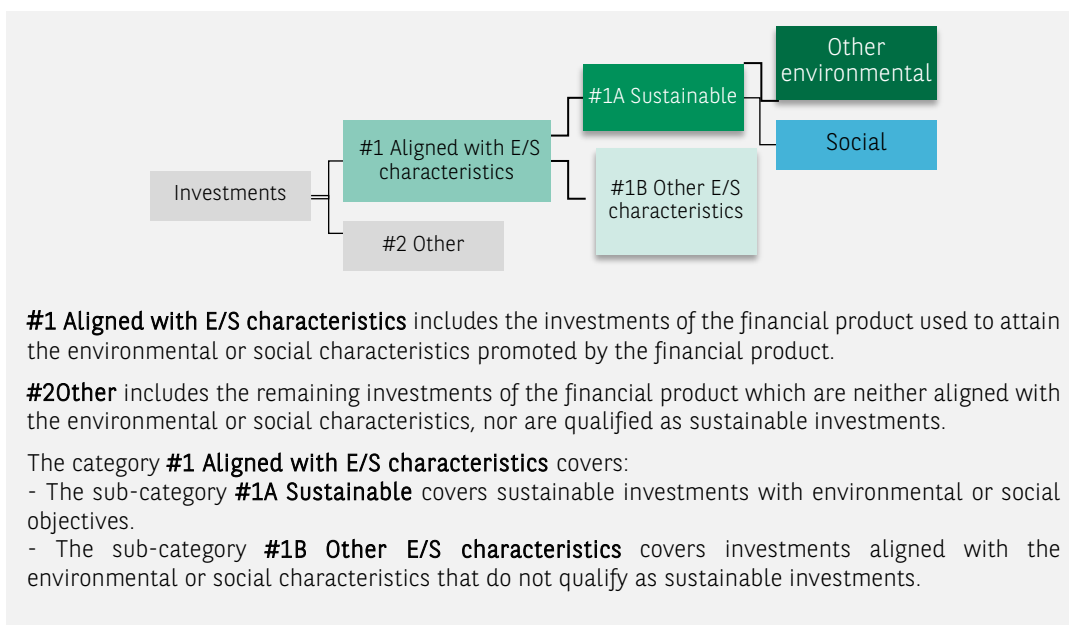 Other
environmental
#1A Sustainable
Social
#1 Aligned with E/S
characteristics
Investments
#1B Other E/S
characteristics
#2 Other
#1 Aligned with E/S characteristics includes the investments of the financial product used to attain
the environmental or social characteristics promoted by the financial product.
#2Other includes the remaining investments of the financial product which are neither aligned with
the environmental or social characteristics, nor are qualified as sustainable investments.
The category #1 Aligned with E/S characteristics covers:
- The sub-category #1A Sustainable covers sustainable investments with environmental or social
objectives.
- The sub-category #1B Other E/S characteristics covers investments aligned with the
environmental or social characteristics that do not qualify as sustainable investments.